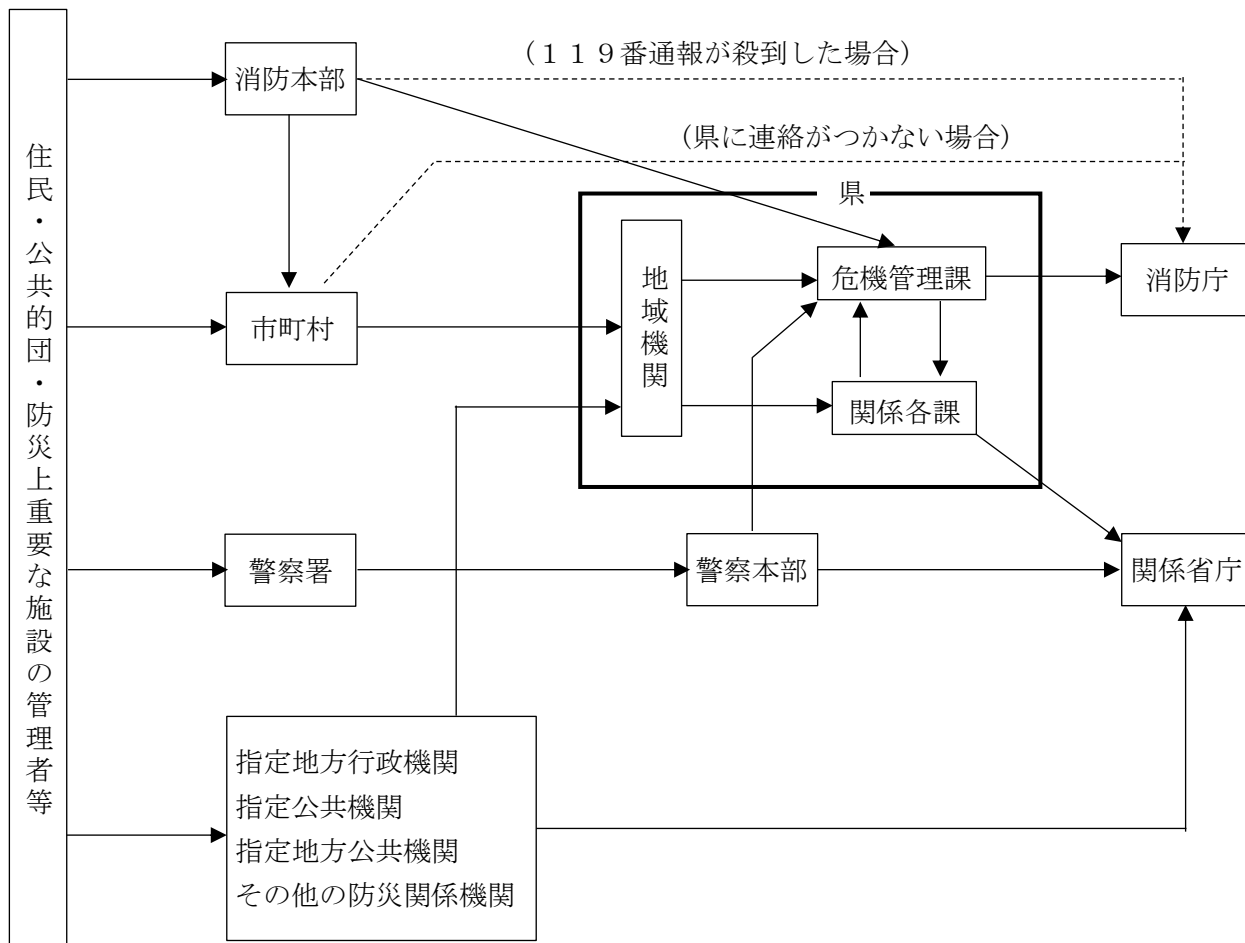 住民・公共的団・防災上重要な施設の管理者等
(119番通報が殺到した場合)
消防本部
(県に連絡がつかない場合)
県
地域機関
危機管理課
消防庁
市町村
関係各課
警察署
警察本部
関係省庁
指定地方行政機関
指定公共機関
指定地方公共機関
その他の防災関係機関